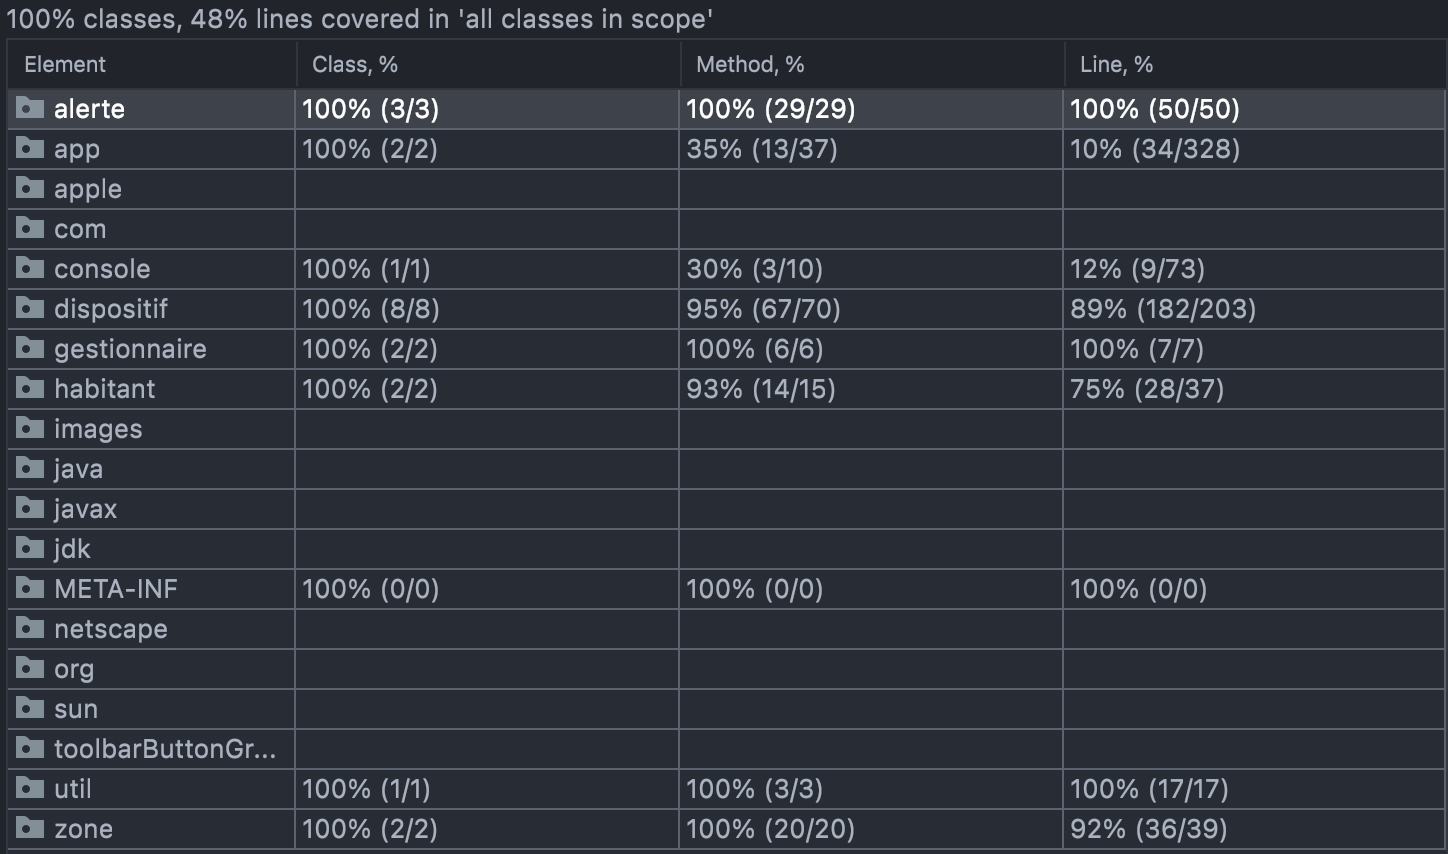 100% classes, 48% lines covered in 'all classes in scope'
Element Class, % Method, % Line, %
alerte 100% (3/3) 100% (29/29) 100% (50/50)
app 100% (2/2) 35% (13/37) 10% (34/328)
apple
com
console 100% (1/1) 30% (3/10) 12% (9/73)
dispositif 100% (8/8) 95% (67/70) 89% (182/203)
gestionnaire 100% (2/2) 100% (6/6) 100% (7/7)
habitant 100% (2/2) 93% (14/15) 75% (28/37)
images
java
javax
jdk
META-INF 100% (0/0) 100% (0/0) 100% (0/0)
netscape
org
sun
toolbarButtonGr...
util 100% (1/1) 100% (3/3) 100% (17/17)
zone 100% (2/2) 100% (20/20) 92% (36/39)